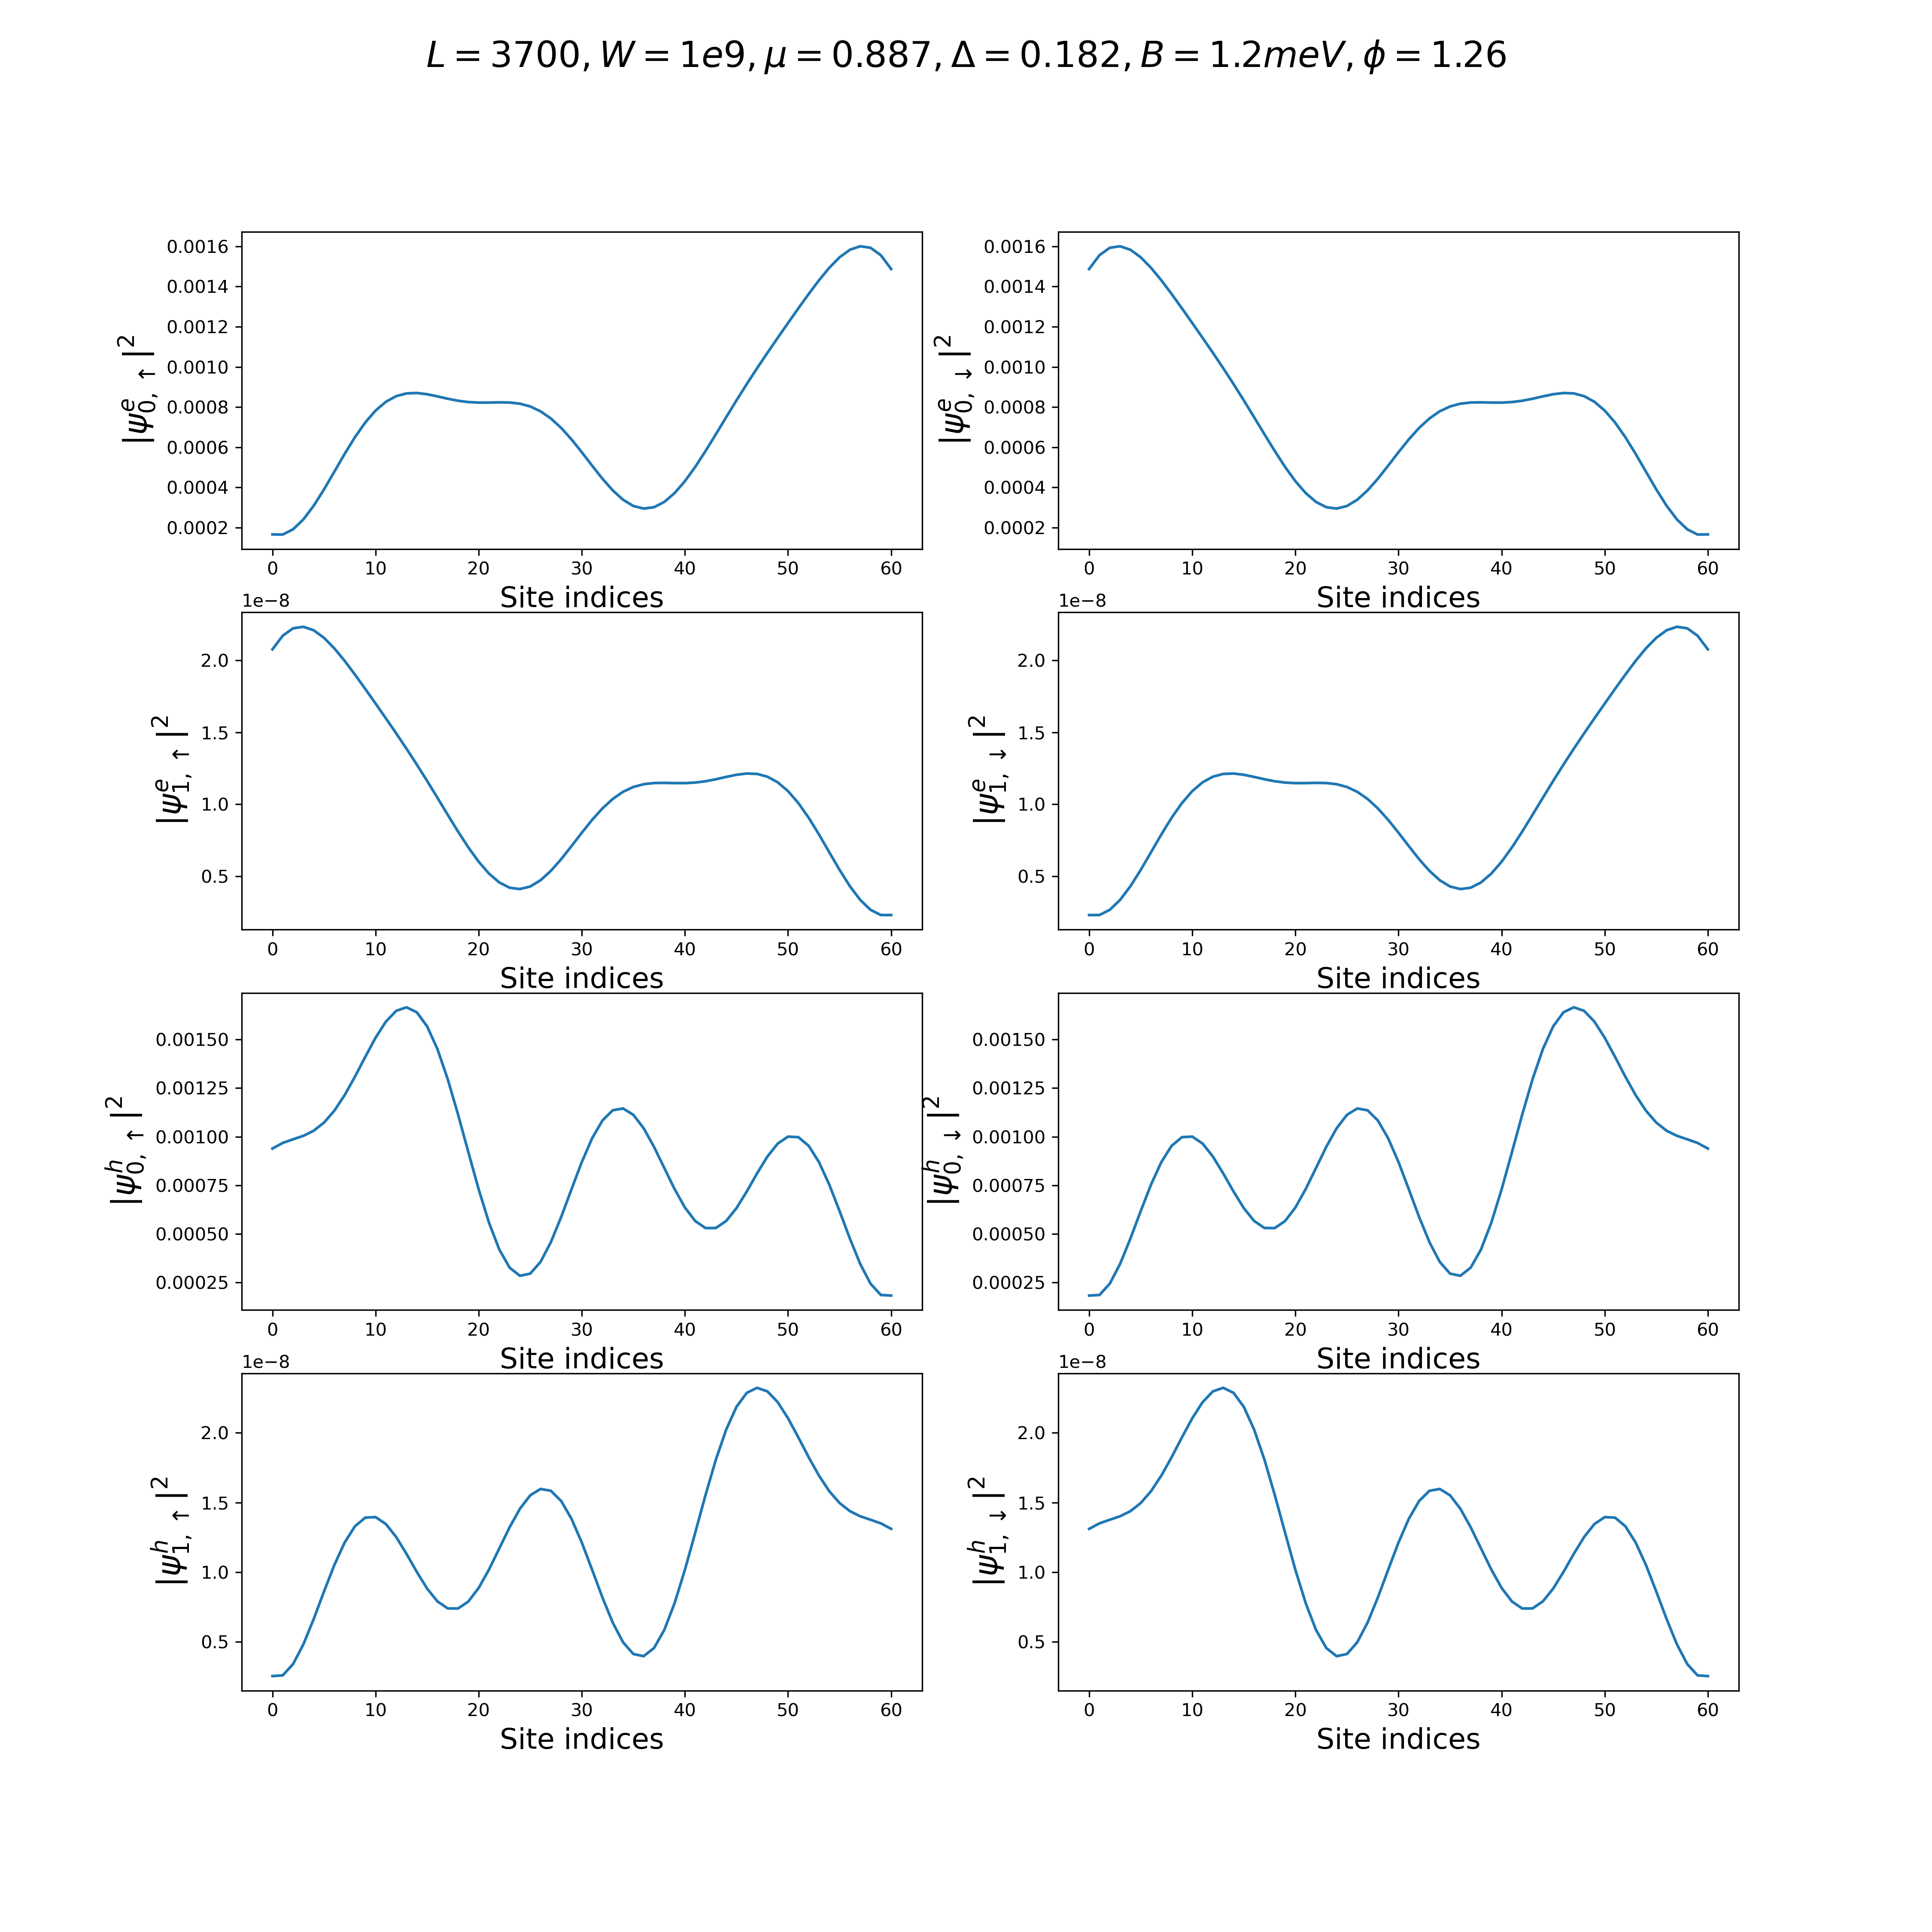 L = 3700, W = 1e9, μ = 0.887, Δ = 0.182, B = 1.2meV, ϕ = 1.26
|ψ^e_{0, ↑}|^2
0.0016
0.0014
0.0012
0.0010
0.0008
0.0006
0.0004
0.0002
0 10 20 30 40 50 60
Site indices
|ψ^e_{0, ↓}|^2
0.0016
0.0014
0.0012
0.0010
0.0008
0.0006
0.0004
0.0002
0 10 20 30 40 50 60
Site indices
1e−8
|ψ^e_{1, ↑}|^2
2.0
1.5
1.0
0.5
0 10 20 30 40 50 60
Site indices
1e−8
|ψ^e_{1, ↓}|^2
2.0
1.5
1.0
0.5
0 10 20 30 40 50 60
Site indices
|ψ^h_{0, ↑}|^2
0.00150
0.00125
0.00100
0.00075
0.00050
0.00025
0 10 20 30 40 50 60
Site indices
|ψ^h_{0, ↓}|^2
0.00150
0.00125
0.00100
0.00075
0.00050
0.00025
0 10 20 30 40 50 60
Site indices
1e−8
|ψ^h_{1, ↑}|^2
2.0
1.5
1.0
0.5
0 10 20 30 40 50 60
Site indices
1e−8
|ψ^h_{1, ↓}|^2
2.0
1.5
1.0
0.5
0 10 20 30 40 50 60
Site indices